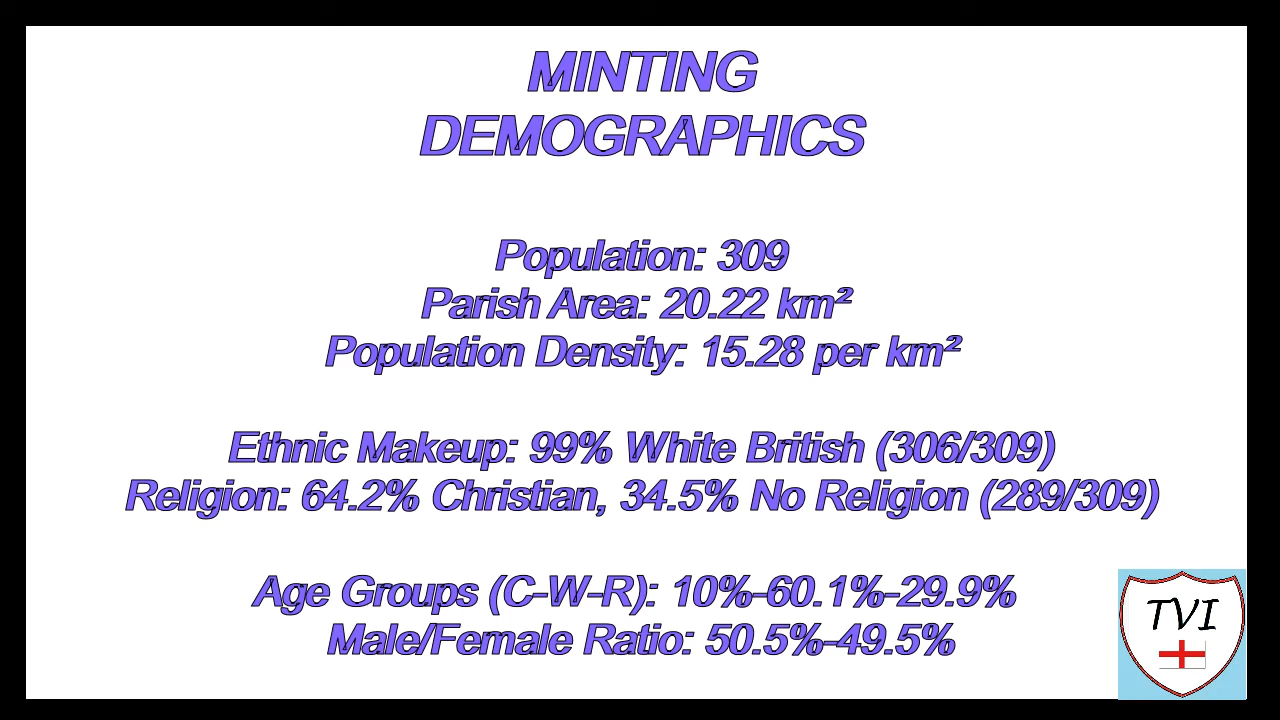 MINTING
DEMOGRAPHICS
Population: 309
Parish Area: 20.22 km²
Population Density: 15.28 per km²
Ethnic Makeup: 99% White British (306/309)
Religion: 64.2% Christian, 34.5% No Religion (289/309)
Age Groups (C-W-R): 10%-60.1%-29.9%
Male/Female Ratio: 50.5%-49.5%
TVI